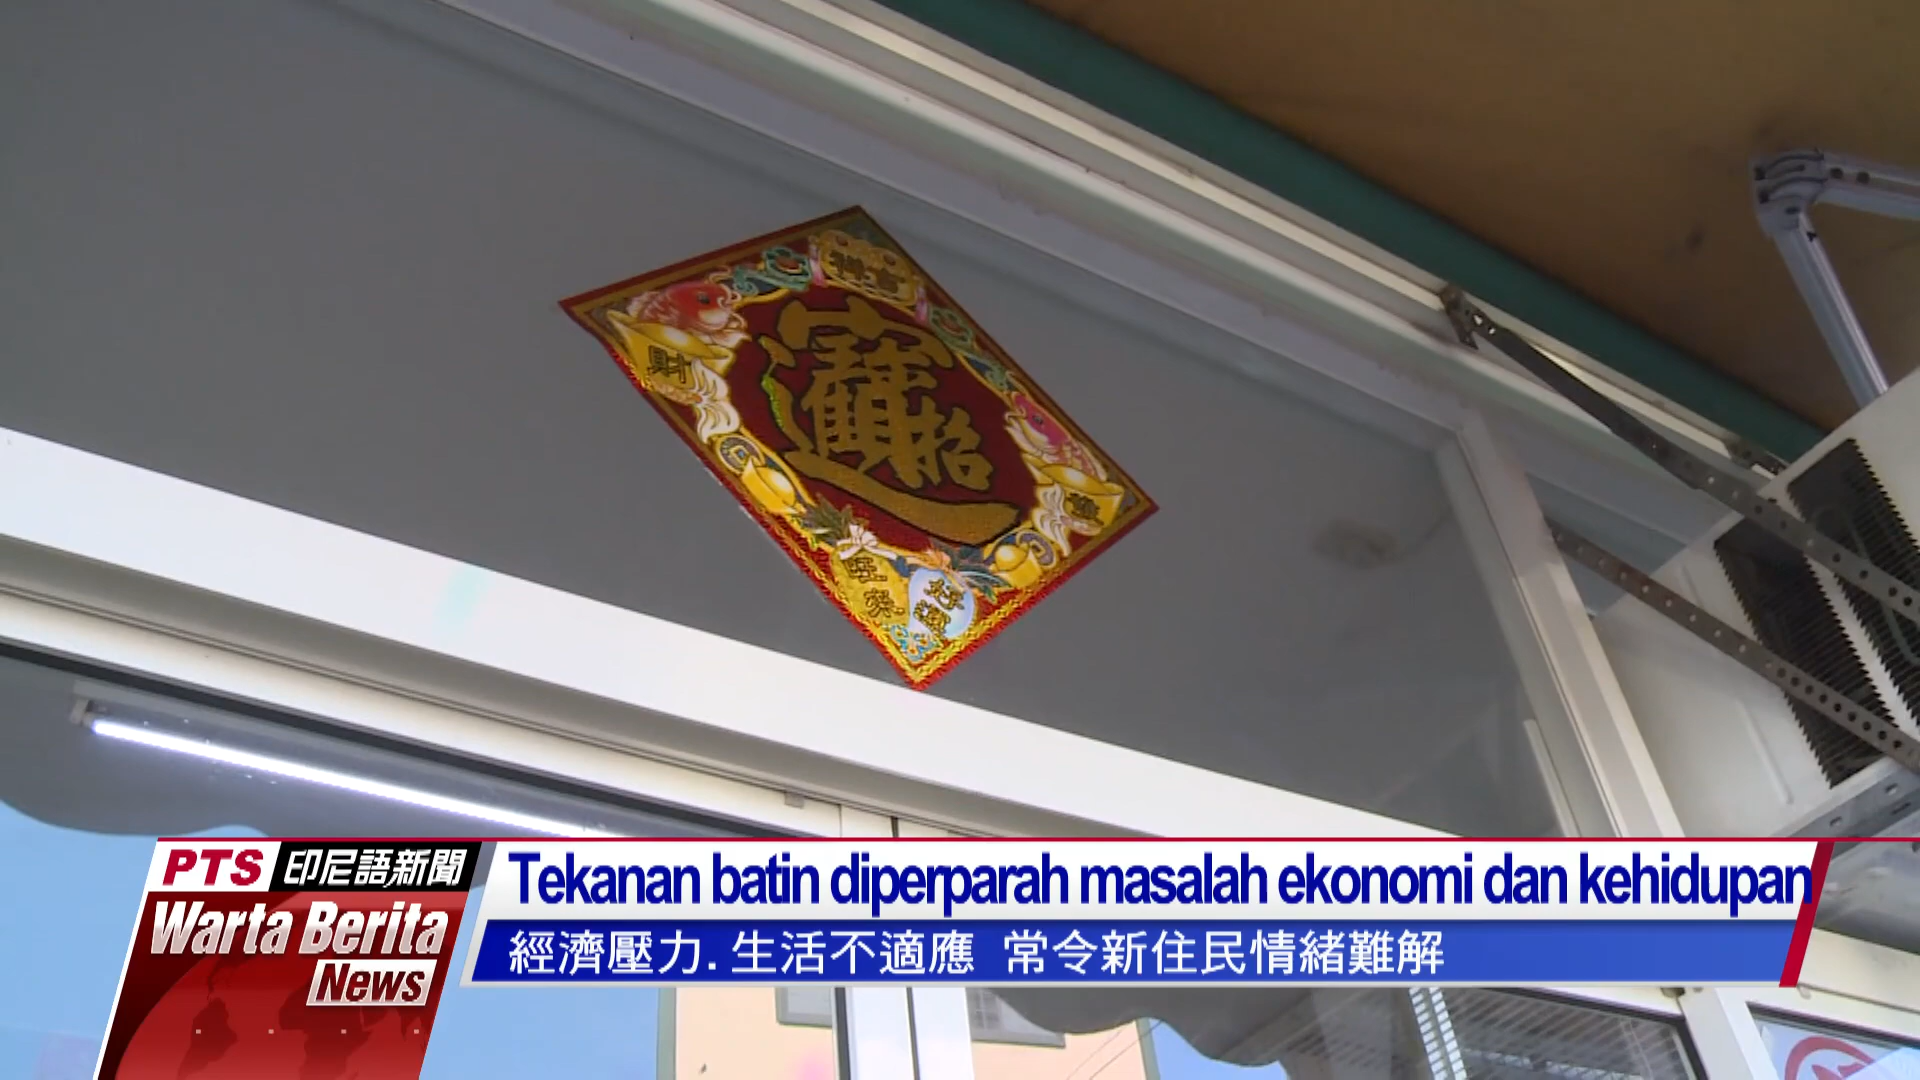 招財進寶
財
PTS 印尼語新聞
Warta Berita
News
Tekanan batin diperparah masalah ekonomi dan kehidupan
經濟壓力.生活不適應 常令新住民情緒難解